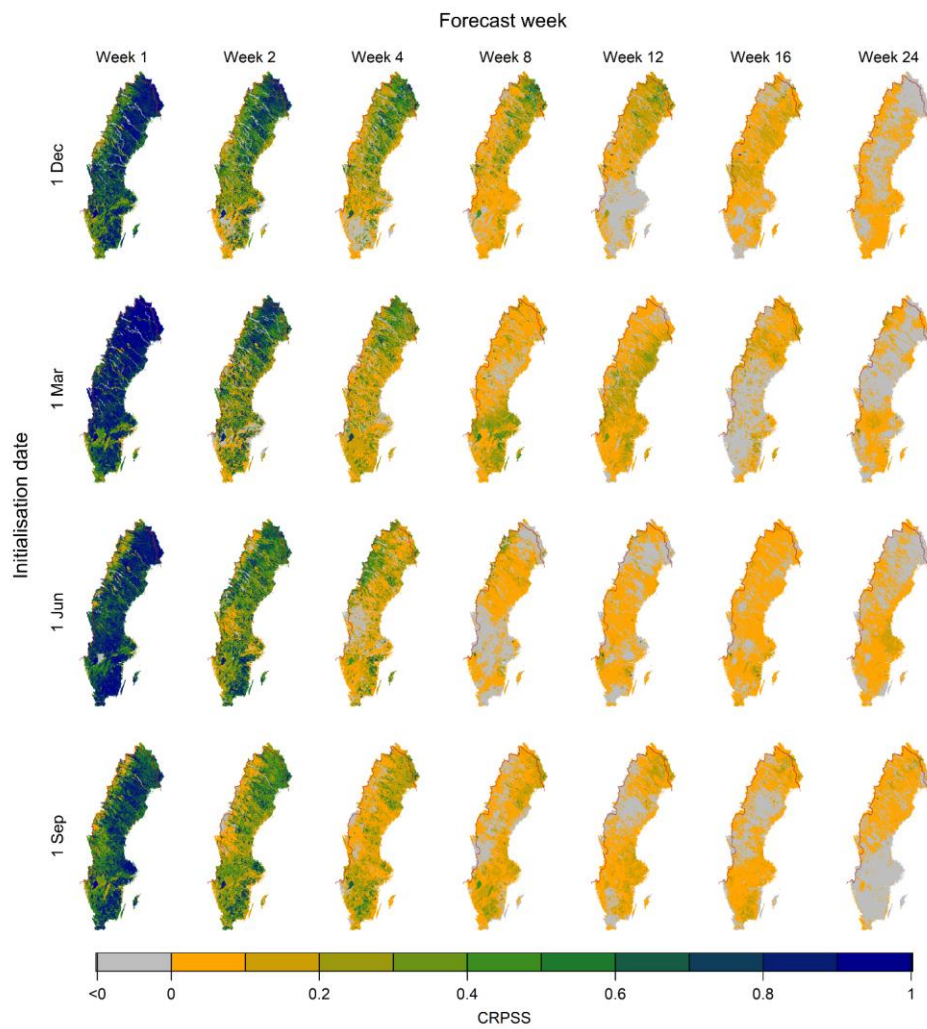 Forecast week
Week 1 Week 2 Week 4 Week 8 Week 12 Week 16 Week 24
Initialisation date
1 Dec
1 Mar
1 Jun
1 Sep
<0 0 0.2 0.4 0.6 0.8 1
CRPSS